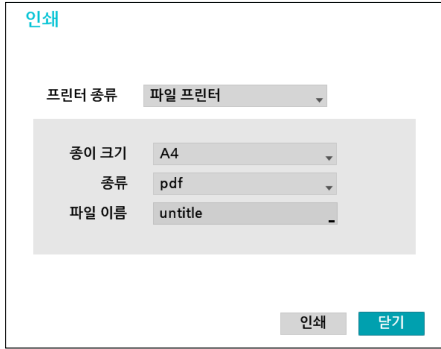 인쇄
프린터 종류 파일 프린터
종이 크기 A4
종류 pdf
파일 이름 untitle
인쇄 닫기